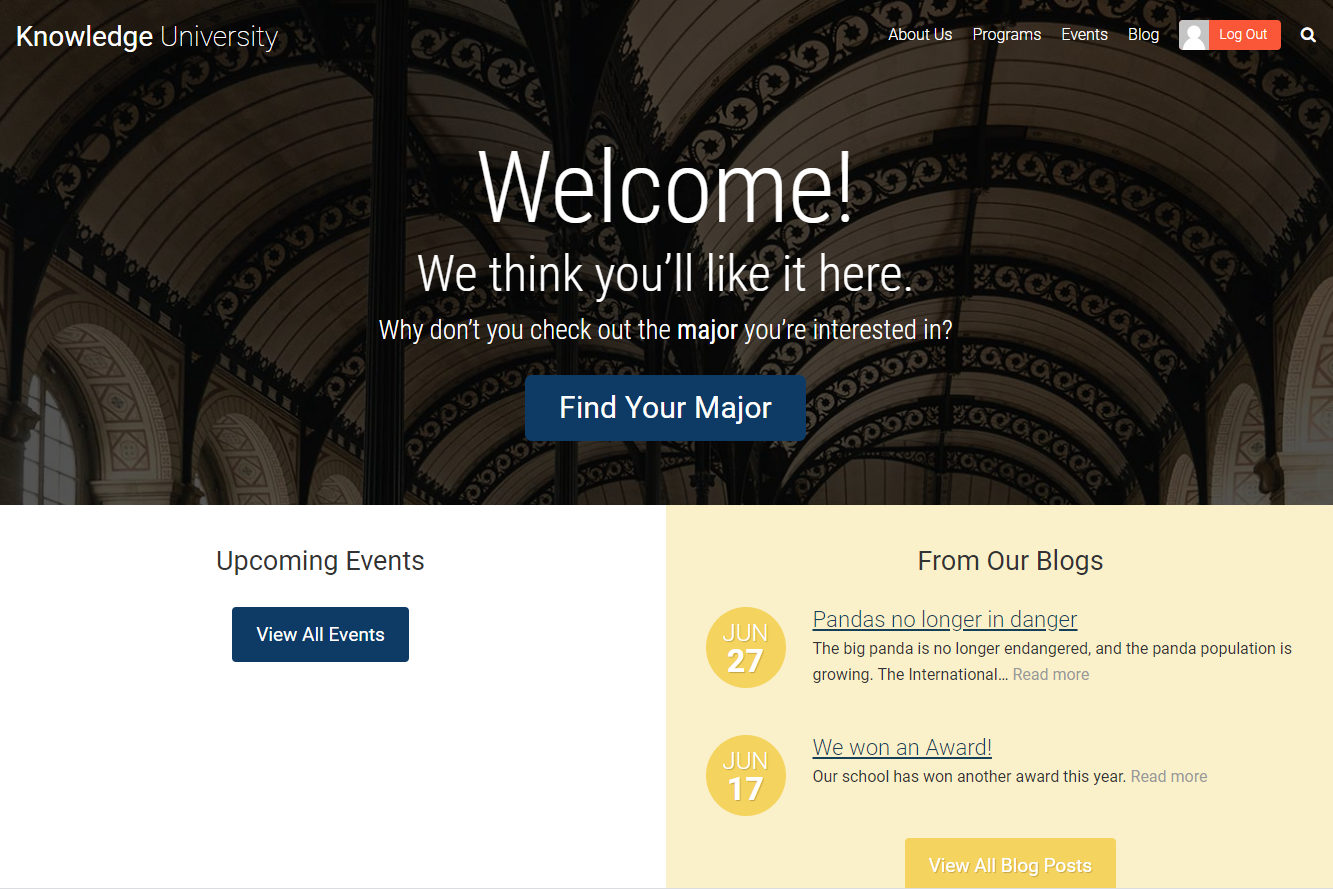 Knowledge University
About Us
Programs
Events
Blog
Log Out
Welcome!
We think you’ll like it here.
Why don’t you check out the major you’re interested in?
Find Your Major
Upcoming Events
View All Events
From Our Blogs
JUN
27
Pandas no longer in danger
The big panda is no longer endangered, and the panda population is
growing. The International… Read more
JUN
17
We won an Award!
Our school has won another award this year. Read more
View All Blog Posts